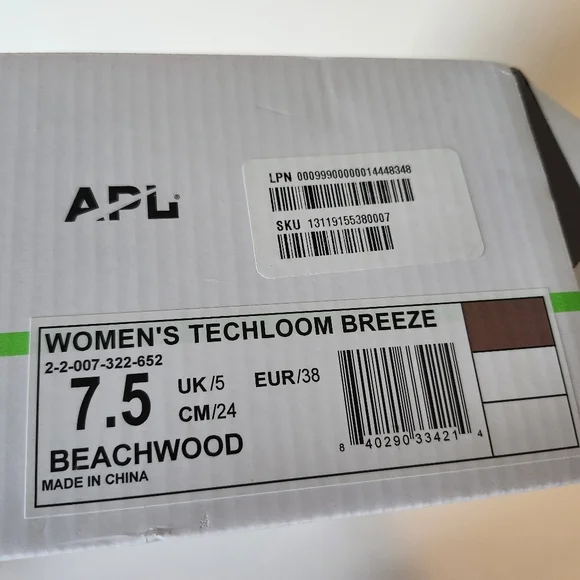 APL®
LPN 00099900000014448348
SKU 13119155380007
WOMEN'S TECHLOOM BREEZE
2-2-007-322-652
7.5
UK/5 EUR/38
CM/24
BEACHWOOD
MADE IN CHINA
8 40290 33421 4